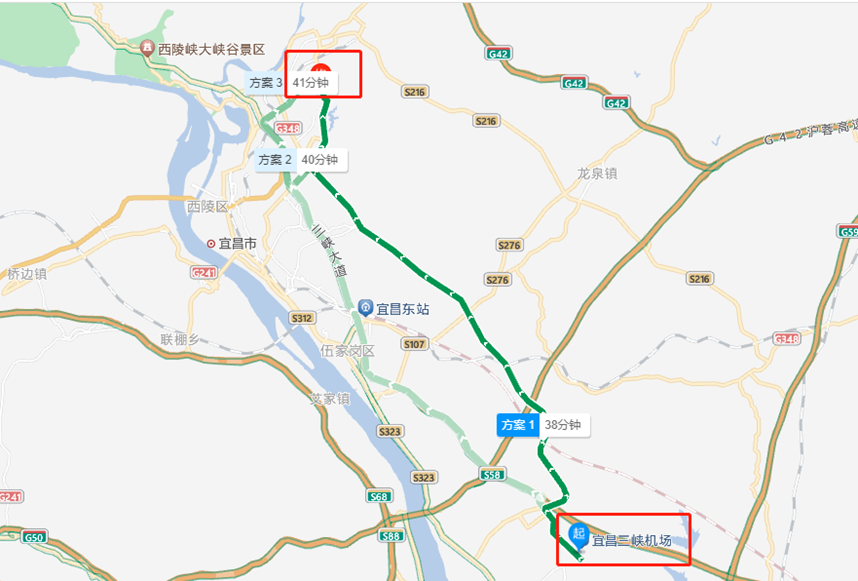 西陵峡大峡谷景区
G42
G42
G42
方案 3
41分钟
S216
S216
G348
G42沪蓉高速
方案 2
40分钟
龙泉镇
西陵区
三峡大道
宜昌市
S276
桥边镇
G241
S276
S216
宜昌东站
S312
联棚乡
伍家岗区
S107
G348
艾家镇
方案 1
38分钟
S323
S323
S58
G241
S68
G50
S88
起
宜昌三峡机场